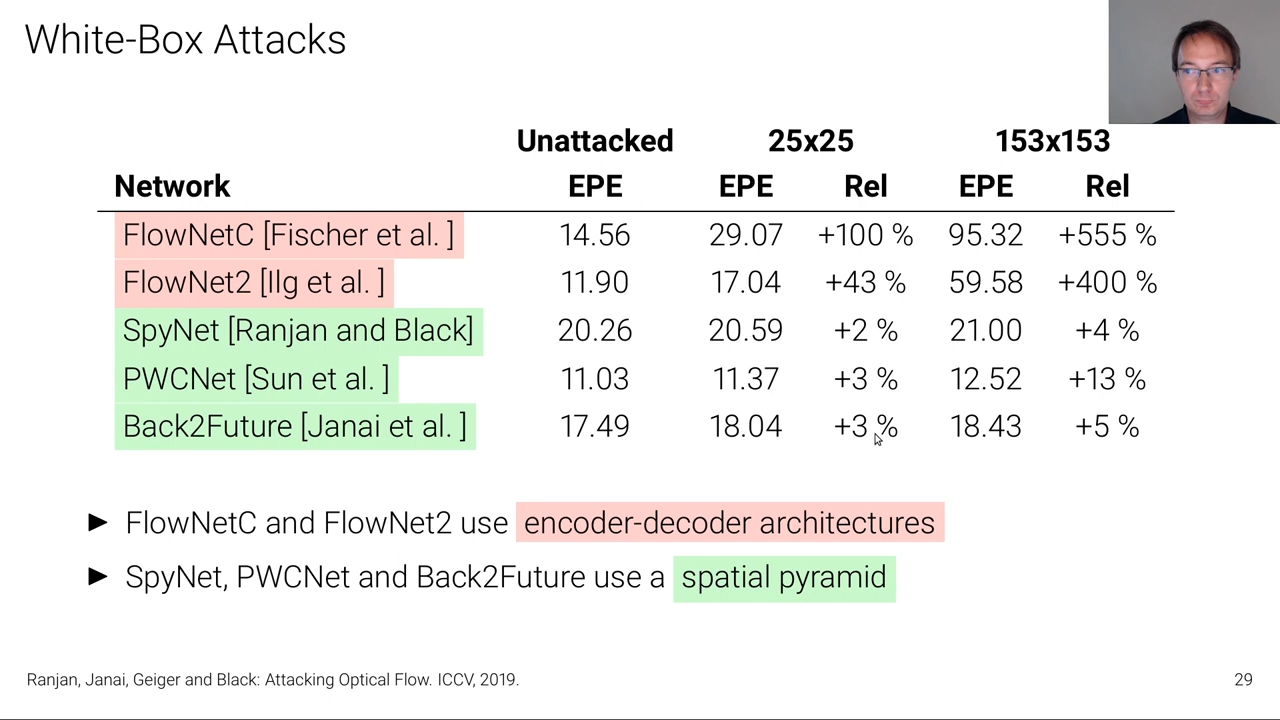 White-Box Attacks
Unattacked 25x25 153x153
Network EPE EPE Rel EPE Rel
FlowNetC [Fischer et al. ] 14.56 29.07 +100 % 95.32 +555 %
FlowNet2 [Ilg et al. ] 11.90 17.04 +43 % 59.58 +400 %
SpyNet [Ranjan and Black] 20.26 20.59 +2 % 21.00 +4 %
PWCNet [Sun et al. ] 11.03 11.37 +3 % 12.52 +13 %
Back2Future [Janai et al. ] 17.49 18.04 +3 % 18.43 +5 %
► FlowNetC and FlowNet2 use encoder-decoder architectures
► SpyNet, PWCNet and Back2Future use a spatial pyramid
Ranjan, Janai, Geiger and Black: Attacking Optical Flow. ICCV, 2019. 29